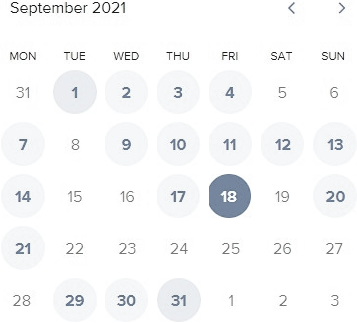 September 2021 < >
MON TUE WED THU FRI SAT SUN
31 1 2 3 4 5 6
7 8 9 10 11 12 13
14 15 16 17 18 19 20
21 22 23 24 25 26 27
28 29 30 31 1 2 3